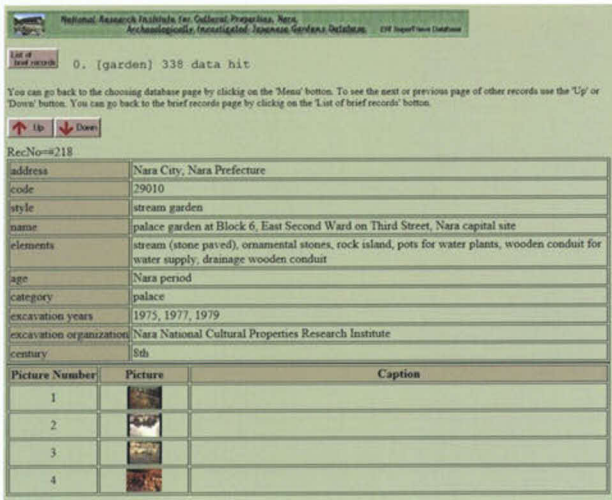 National Research Institute for Cultural Properties, Nara
Archaeologically Investigated Japanese Gardens Database
List of
brief records
0. [garden] 338 data hit
You can go back to the choosing database page by clickig on the 'Menu' botton. To see the next or previous page of other records use the 'Up' or
'Down' button. You can go back to the brief records page by clickig on the 'List of brief records' botton.
Up Down
RecNo=#218
address Nara City, Nara Prefecture
code 29010
style stream garden
name palace garden at Block 6, East Second Ward on Third Street, Nara capital site
elements stream (stone paved), ornamental stones, rock island, pots for water plants, wooden conduit for
water supply, drainage wooden conduit
age Nara period
category palace
excavation years 1975, 1977, 1979
excavation organization Nara National Cultural Properties Research Institute
century 8th
Picture Number Picture Caption
1
2
3
4